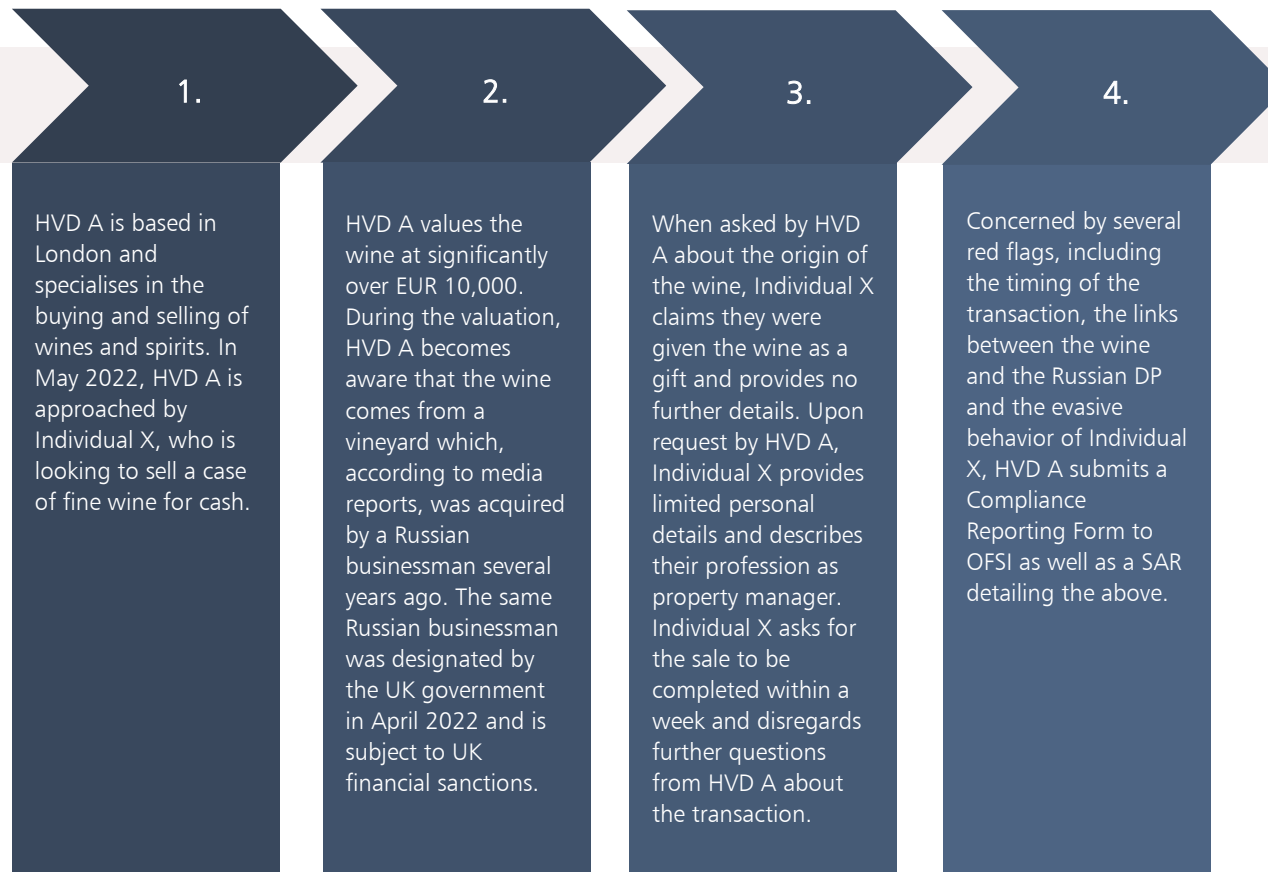 1.
HVD A is based in
London and
specialises in the
buying and selling of
wines and spirits. In
May 2022, HVD A is
approached by
Individual X, who is
looking to sell a case
of fine wine for cash.
2.
HVD A values the
wine at significantly
over EUR 10,000.
During the valuation,
HVD A becomes
aware that the wine
comes from a
vineyard which,
according to media
reports, was acquired
by a Russian
businessman several
years ago. The same
Russian businessman
was designated by
the UK government
in April 2022 and is
subject to UK
financial sanctions.
3.
When asked by HVD
A about the origin of
the wine, Individual X
claims they were
given the wine as a
gift and provides no
further details. Upon
request by HVD A,
Individual X provides
limited personal
details and describes
their profession as
property manager.
Individual X asks for
the sale to be
completed within a
week and disregards
further questions
from HVD A about
the transaction.
4.
Concerned by several
red flags, including
the timing of the
transaction, the links
between the wine
and the Russian DP
and the evasive
behavior of Individual
X, HVD A submits a
Compliance
Reporting Form to
OFSI as well as a SAR
detailing the above.